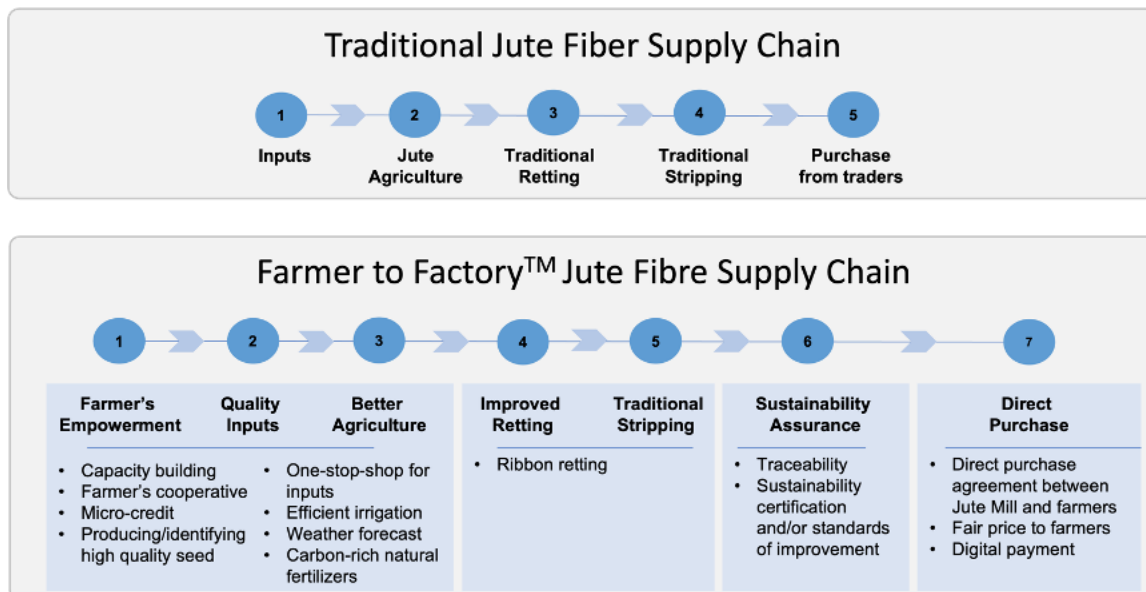 Traditional Jute Fiber Supply Chain
1
2
3
4
5
Inputs
Jute
Agriculture
Traditional
Retting
Traditional
Stripping
Purchase
from traders
Farmer to Factory™ Jute Fibre Supply Chain
1
2
3
4
5
6
7
Farmer's
Empowerment
Quality
Inputs
Better
Agriculture
• Capacity building
• Farmer's cooperative
• Micro-credit
• Producing/identifying
high quality seed
• One-stop-shop for
inputs
• Efficient irrigation
• Weather forecast
• Carbon-rich natural
fertilizers
Improved
Retting
Traditional
Stripping
• Ribbon retting
Sustainability
Assurance
• Traceability
• Sustainability
certification
and/or standards
of improvement
Direct
Purchase
• Direct purchase
agreement between
Jute Mill and farmers
• Fair price to farmers
• Digital payment